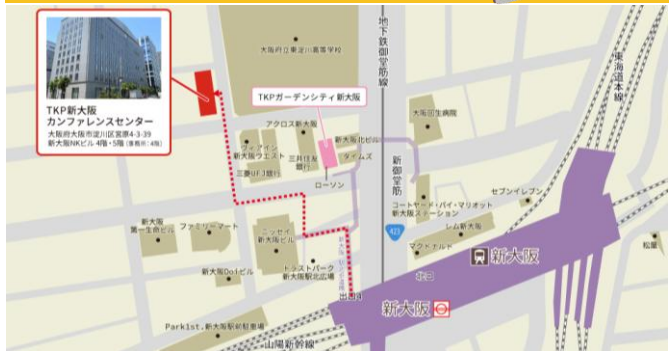 TKP新大阪
カンファレンスセンター
大阪府大阪市淀川区宮原4-3-39
新大阪NKビル 4階・5階 (事務所:4階)
大阪府立東淀川高等学校
地下鉄御堂筋線
東海道本線
TKPガーデンシティ新大阪
アクロス新大阪
新大阪北ビル
大阪回生病院
ヴィアイン
新大阪ウエスト
三井住友
銀行
タイムズ
三菱UFJ銀行
ローソン
新御堂筋
セブンイレブン
コートヤード・バイ・マリオット
新大阪ステーション
新大阪
第一生命ビル
ファミリーマート
ニッセイ
新大阪ビル
423
レム新大阪
松葉
マクドナルド
新大阪
トラストパーク
新大阪駅北広場
新大阪Doiビル
北口
出口4
新大阪
Park1st.新大阪駅前駐車場
山陽新幹線